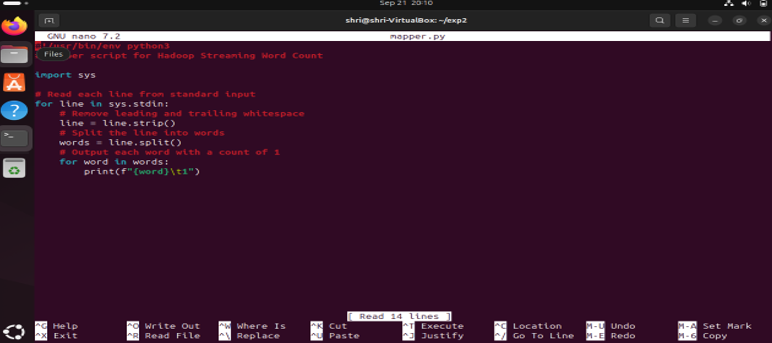 Sep 21 20:10
shri@shri-VirtualBox: ~/exp2
GNU nano 7.2 mapper.py
#!/usr/bin/env python3
Files
per script for Hadoop Streaming Word Count
import sys
# Read each line from standard input
for line in sys.stdin:
# Remove leading and trailing whitespace
line = line.strip()
# Split the line into words
words = line.split()
# Output each word with a count of 1
for word in words:
print(f"{word}\t1")
[ Read 14 lines ]
^G Help ^O Write Out ^W Where Is ^K Cut ^T Execute ^C Location M-U Undo M-A Set Mark
^X Exit ^R Read File ^\ Replace ^U Paste ^J Justify ^/ Go To Line M-E Redo M-6 Copy